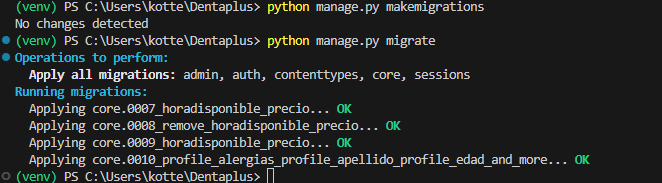 (venv) PS C:\Users\kotte\Dentaplus> python manage.py makemigrations
No changes detected
(venv) PS C:\Users\kotte\Dentaplus> python manage.py migrate
Operations to perform:
Apply all migrations: admin, auth, contenttypes, core, sessions
Running migrations:
Applying core.0007_horadisponible_precio... OK
Applying core.0008_remove_horadisponible_precio... OK
Applying core.0009_horadisponible_precio... OK
Applying core.0010_profile_alergias_profile_apellido_profile_edad_and_more... OK
(venv) PS C:\Users\kotte\Dentaplus>